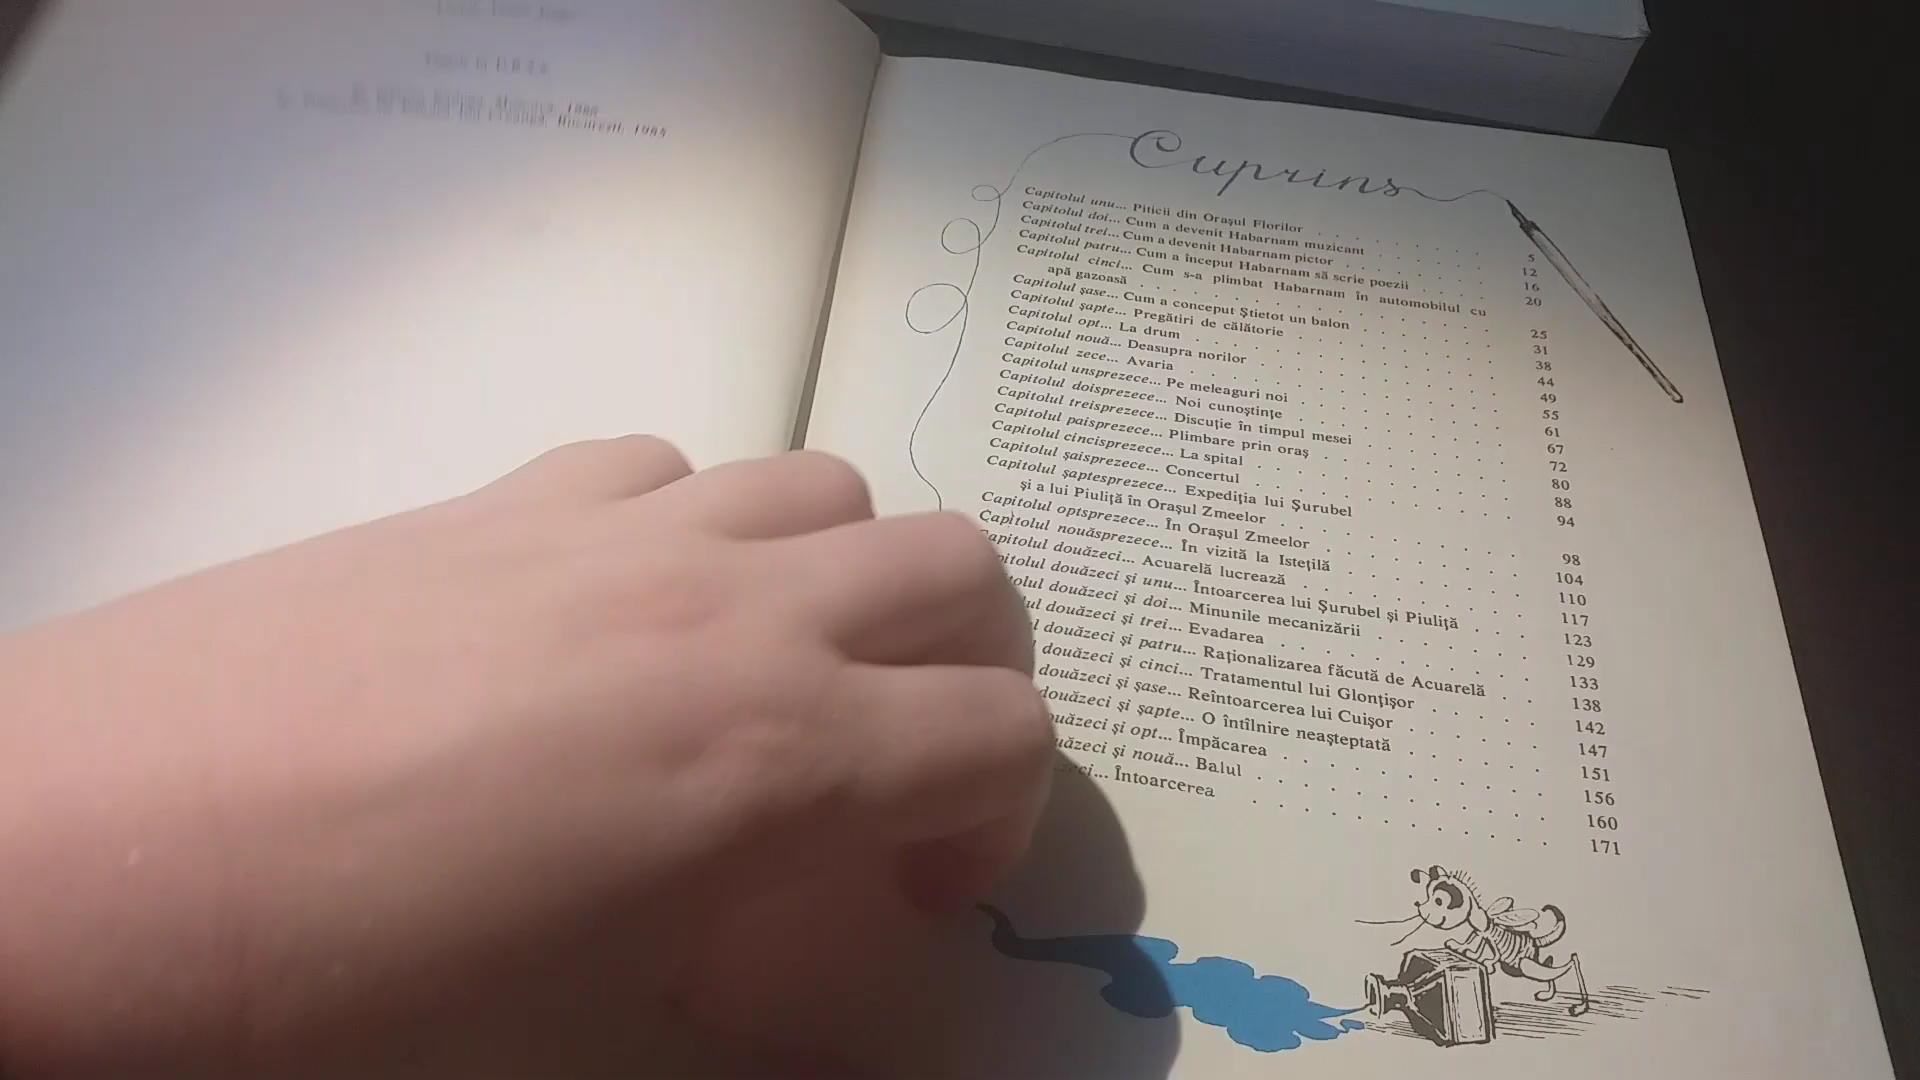 București, 1985
Cuprins
Capitolul unu... Piticii din Orașul Florilor . . . . . . . 5
Capitolul doi... Cum a devenit Habarnam muzicant . . . . . 12
Capitolul trei... Cum a devenit Habarnam pictor . . . . . . 16
Capitolul patru... Cum a început Habarnam să scrie poezii . . . 20
Capitolul cinci... Cum s-a plimbat Habarnam în automobilul cu
apă gazoasă . . . . . . . . . . . . . 25
Capitolul șase... Cum a conceput Știetot un balon . . . . . 31
Capitolul șapte... Pregătiri de călătorie . . . . . . . . 38
Capitolul opt... La drum . . . . . . . . . . . . 44
Capitolul nouă... Deasupra norilor . . . . . . . . . . 49
Capitolul zece... Avaria . . . . . . . . . . . . 55
Capitolul unsprezece... Pe meleaguri noi . . . . . . . . 61
Capitolul doisprezece... Noi cunoștințe . . . . . . . . 67
Capitolul treisprezece... Discuție în timpul mesei . . . . . . 72
Capitolul paisprezece... Plimbare prin oraș . . . . . . . . 80
Capitolul cincisprezece... La spital . . . . . . . . . . 88
Capitolul șaisprezece... Concertul . . . . . . . . . . 94
Capitolul șaptesprezece... Expediția lui Șurubel
și a lui Piuliță în Orașul Zmeelor . . . . . . . . . 98
Capitolul optsprezece... În Orașul Zmeelor . . . . . . . . 104
Capitolul nouăsprezece... În vizită la Istețilă . . . . . . . 110
apitolul douăzeci... Acuarelă lucrează . . . . . . . . . 117
pitolul douăzeci și unu... Întoarcerea lui Șurubel și Piuliță . . . 123
tolul douăzeci și doi... Minunile mecanizării . . . . . . . 129
lul douăzeci și trei... Evadarea . . . . . . . . . . 133
l douăzeci și patru... Raționalizarea făcută de Acuarelă . . 138
douăzeci și cinci... Tratamentul lui Glonțișor . . . . . 142
douăzeci și șase... Reîntoarcerea lui Cuișor . . . . . . 147
douăzeci și șapte... O întîlnire neașteptată . . . . . . 151
ouăzeci și opt... Împăcarea . . . . . . . . . . 156
uăzeci și nouă... Balul . . . . . . . . . . . 160
zeci... Întoarcerea . . . . . . . . . . . . 171